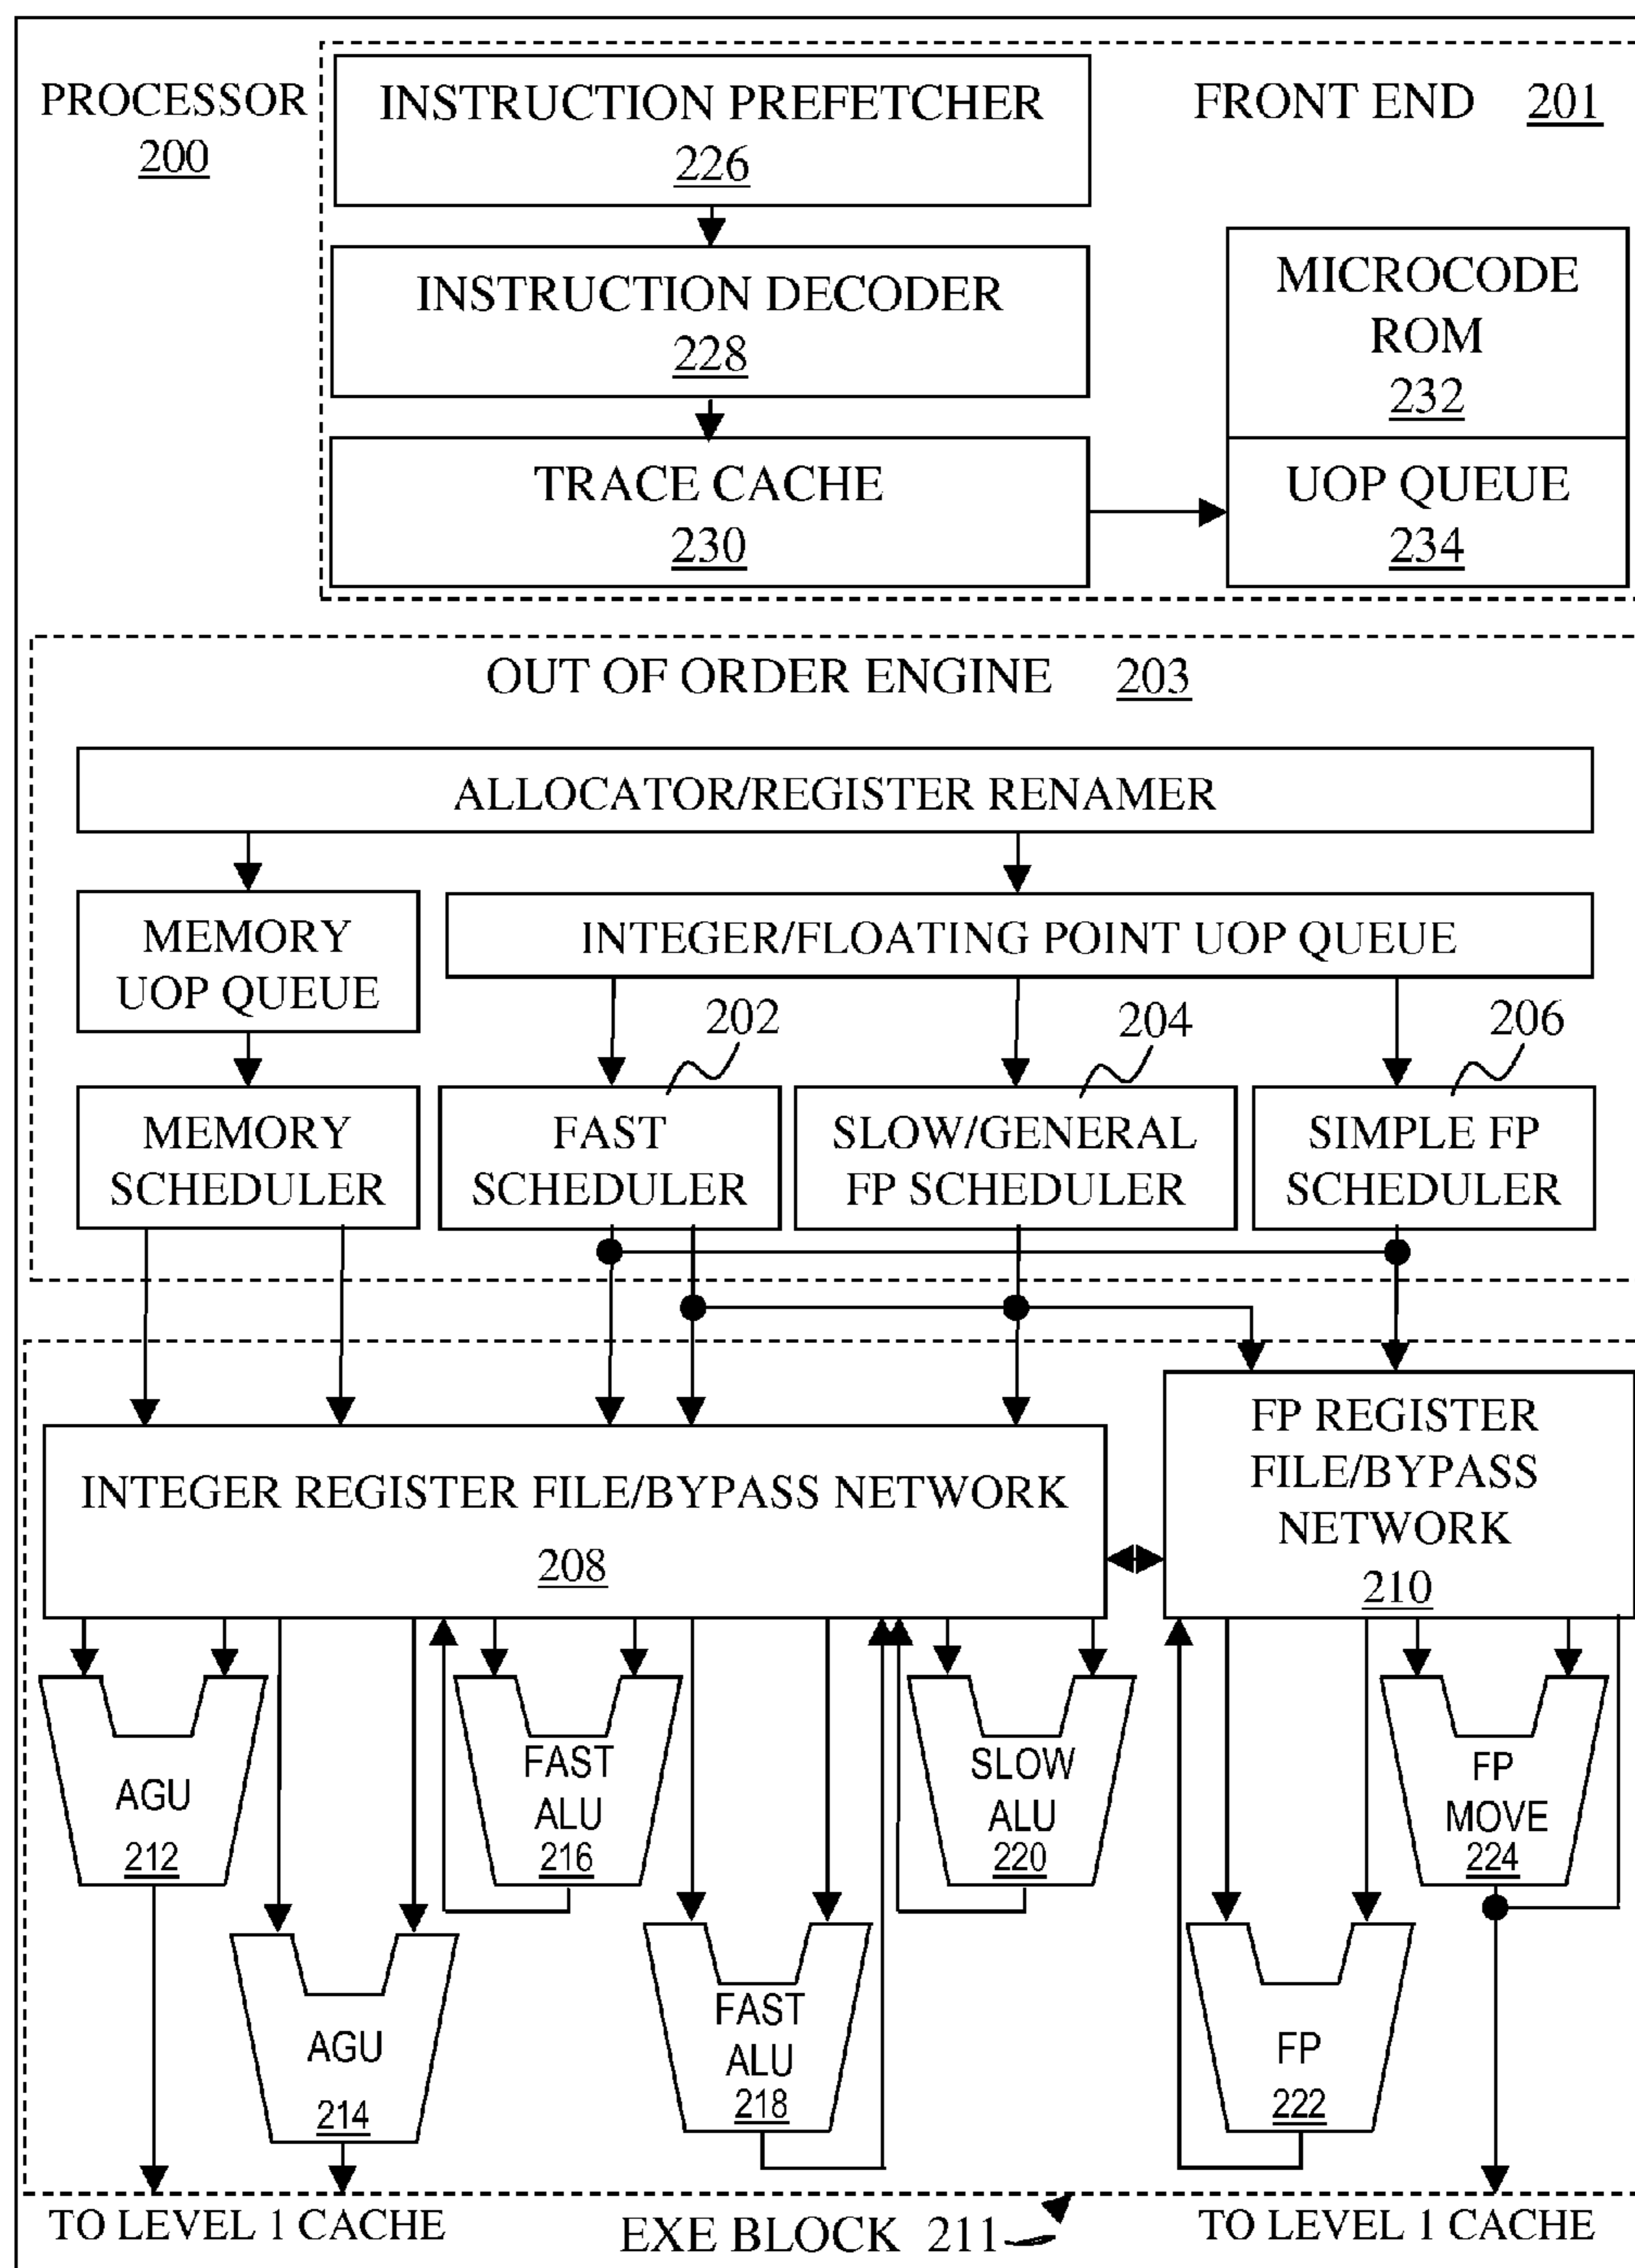 PROCESSOR
200
INSTRUCTION PREFETCHER
226
FRONT END 201
INSTRUCTION DECODER
228
MICROCODE
ROM
232
TRACE CACHE
230
UOP QUEUE
234
OUT OF ORDER ENGINE 203
ALLOCATOR/REGISTER RENAMER
MEMORY
UOP QUEUE
INTEGER/FLOATING POINT UOP QUEUE
202
204
206
MEMORY
SCHEDULER
FAST
SCHEDULER
SLOW/GENERAL
FP SCHEDULER
SIMPLE FP
SCHEDULER
INTEGER REGISTER FILE/BYPASS NETWORK
208
FP REGISTER
FILE/BYPASS
NETWORK
210
AGU
212
FAST
ALU
216
SLOW
ALU
220
FP
MOVE
224
AGU
214
FAST
ALU
218
FP
222
TO LEVEL 1 CACHE
EXE BLOCK 211
TO LEVEL 1 CACHE